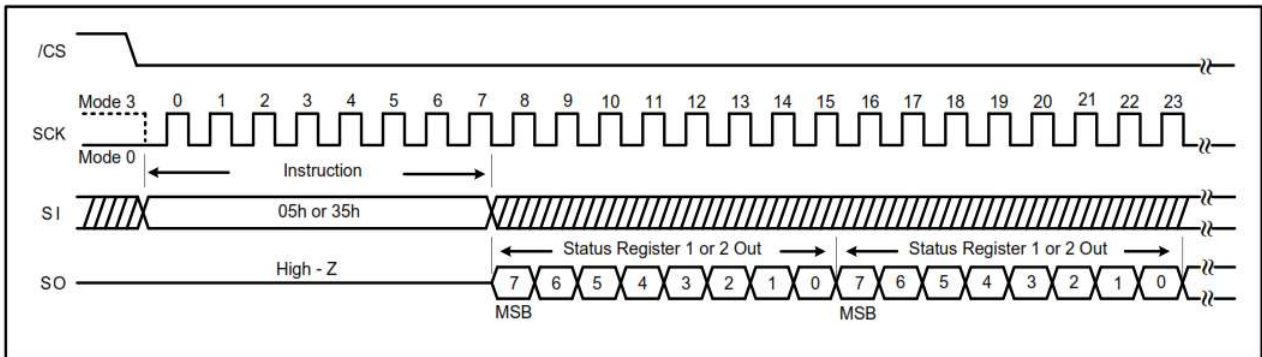 /CS
Mode 3 0 1 2 3 4 5 6 7 8 9 10 11 12 13 14 15 16 17 18 19 20 21 22 23
SCK
Mode 0
Instruction
SI 05h or 35h
Status Register 1 or 2 Out Status Register 1 or 2 Out
High - Z
SO 7 6 5 4 3 2 1 0 7 6 5 4 3 2 1 0
MSB MSB